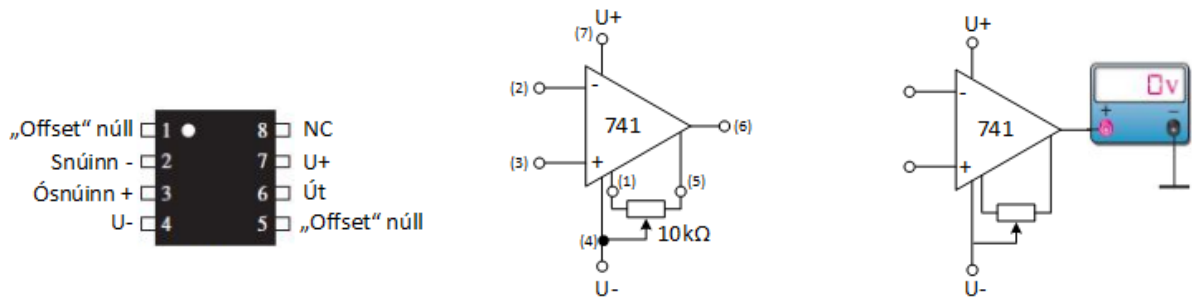 „Offset“ núll 1 8 NC
Snúinn - 2 7 U+
Ósnúinn + 3 6 Út
U- 4 5 „Offset“ núll
U+
(7)
(2) -
741
(6)
(3) +
(1) (5)
(4) 10kΩ
U-
U+
0v
+ -
-
741
+
U-